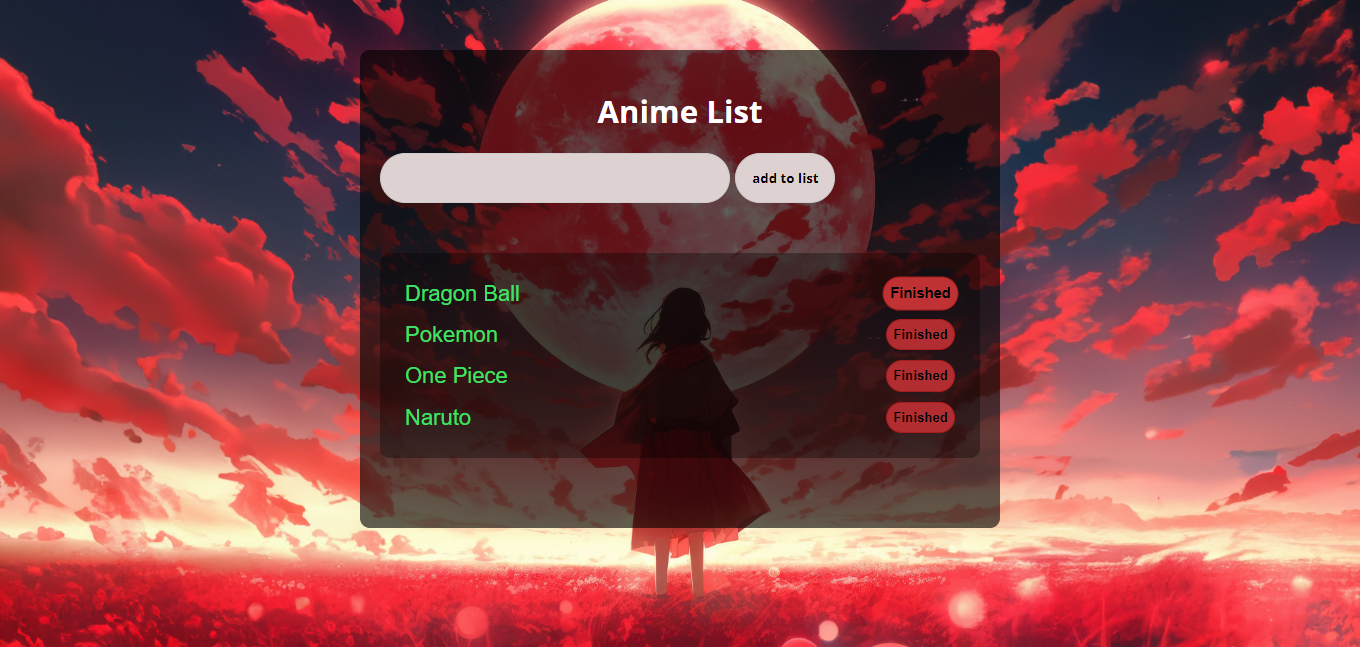 Anime List
add to list
Dragon Ball Finished
Pokemon Finished
One Piece Finished
Naruto Finished